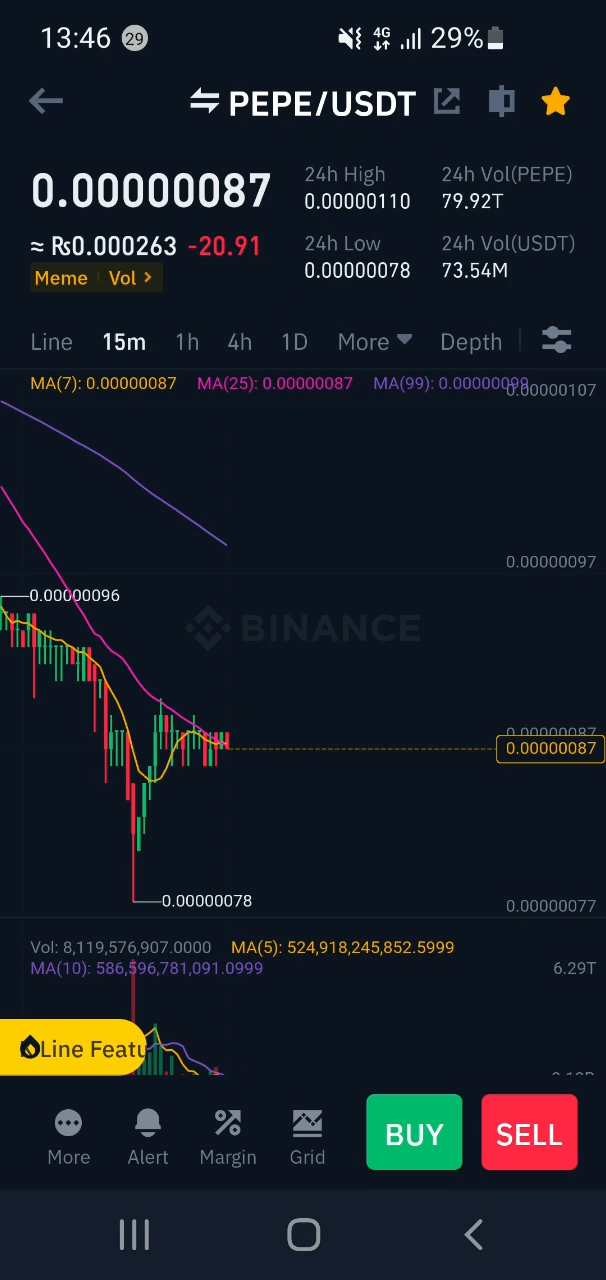 13:46 29 4G 29%
PEPE/USDT
0.00000087
24h High
0.00000110
24h Vol(PEPE)
79.92T
≈ Rs0.000263 -20.91
24h Low
0.00000078
24h Vol(USDT)
73.54M
Meme Vol
Line 15m 1h 4h 1D More Depth
MA(7): 0.00000087 MA(25): 0.00000087 MA(99): 0.00000099
0.00000107
0.00000097
0.00000096
BINANCE
0.00000087
0.00000087
0.00000078
0.00000077
Vol: 8,119,576,907.0000 MA(5): 524,918,245,852.5999
MA(10): 586,596,781,091.0999 6.29T
Line Featu
More Alert Margin Grid BUY SELL